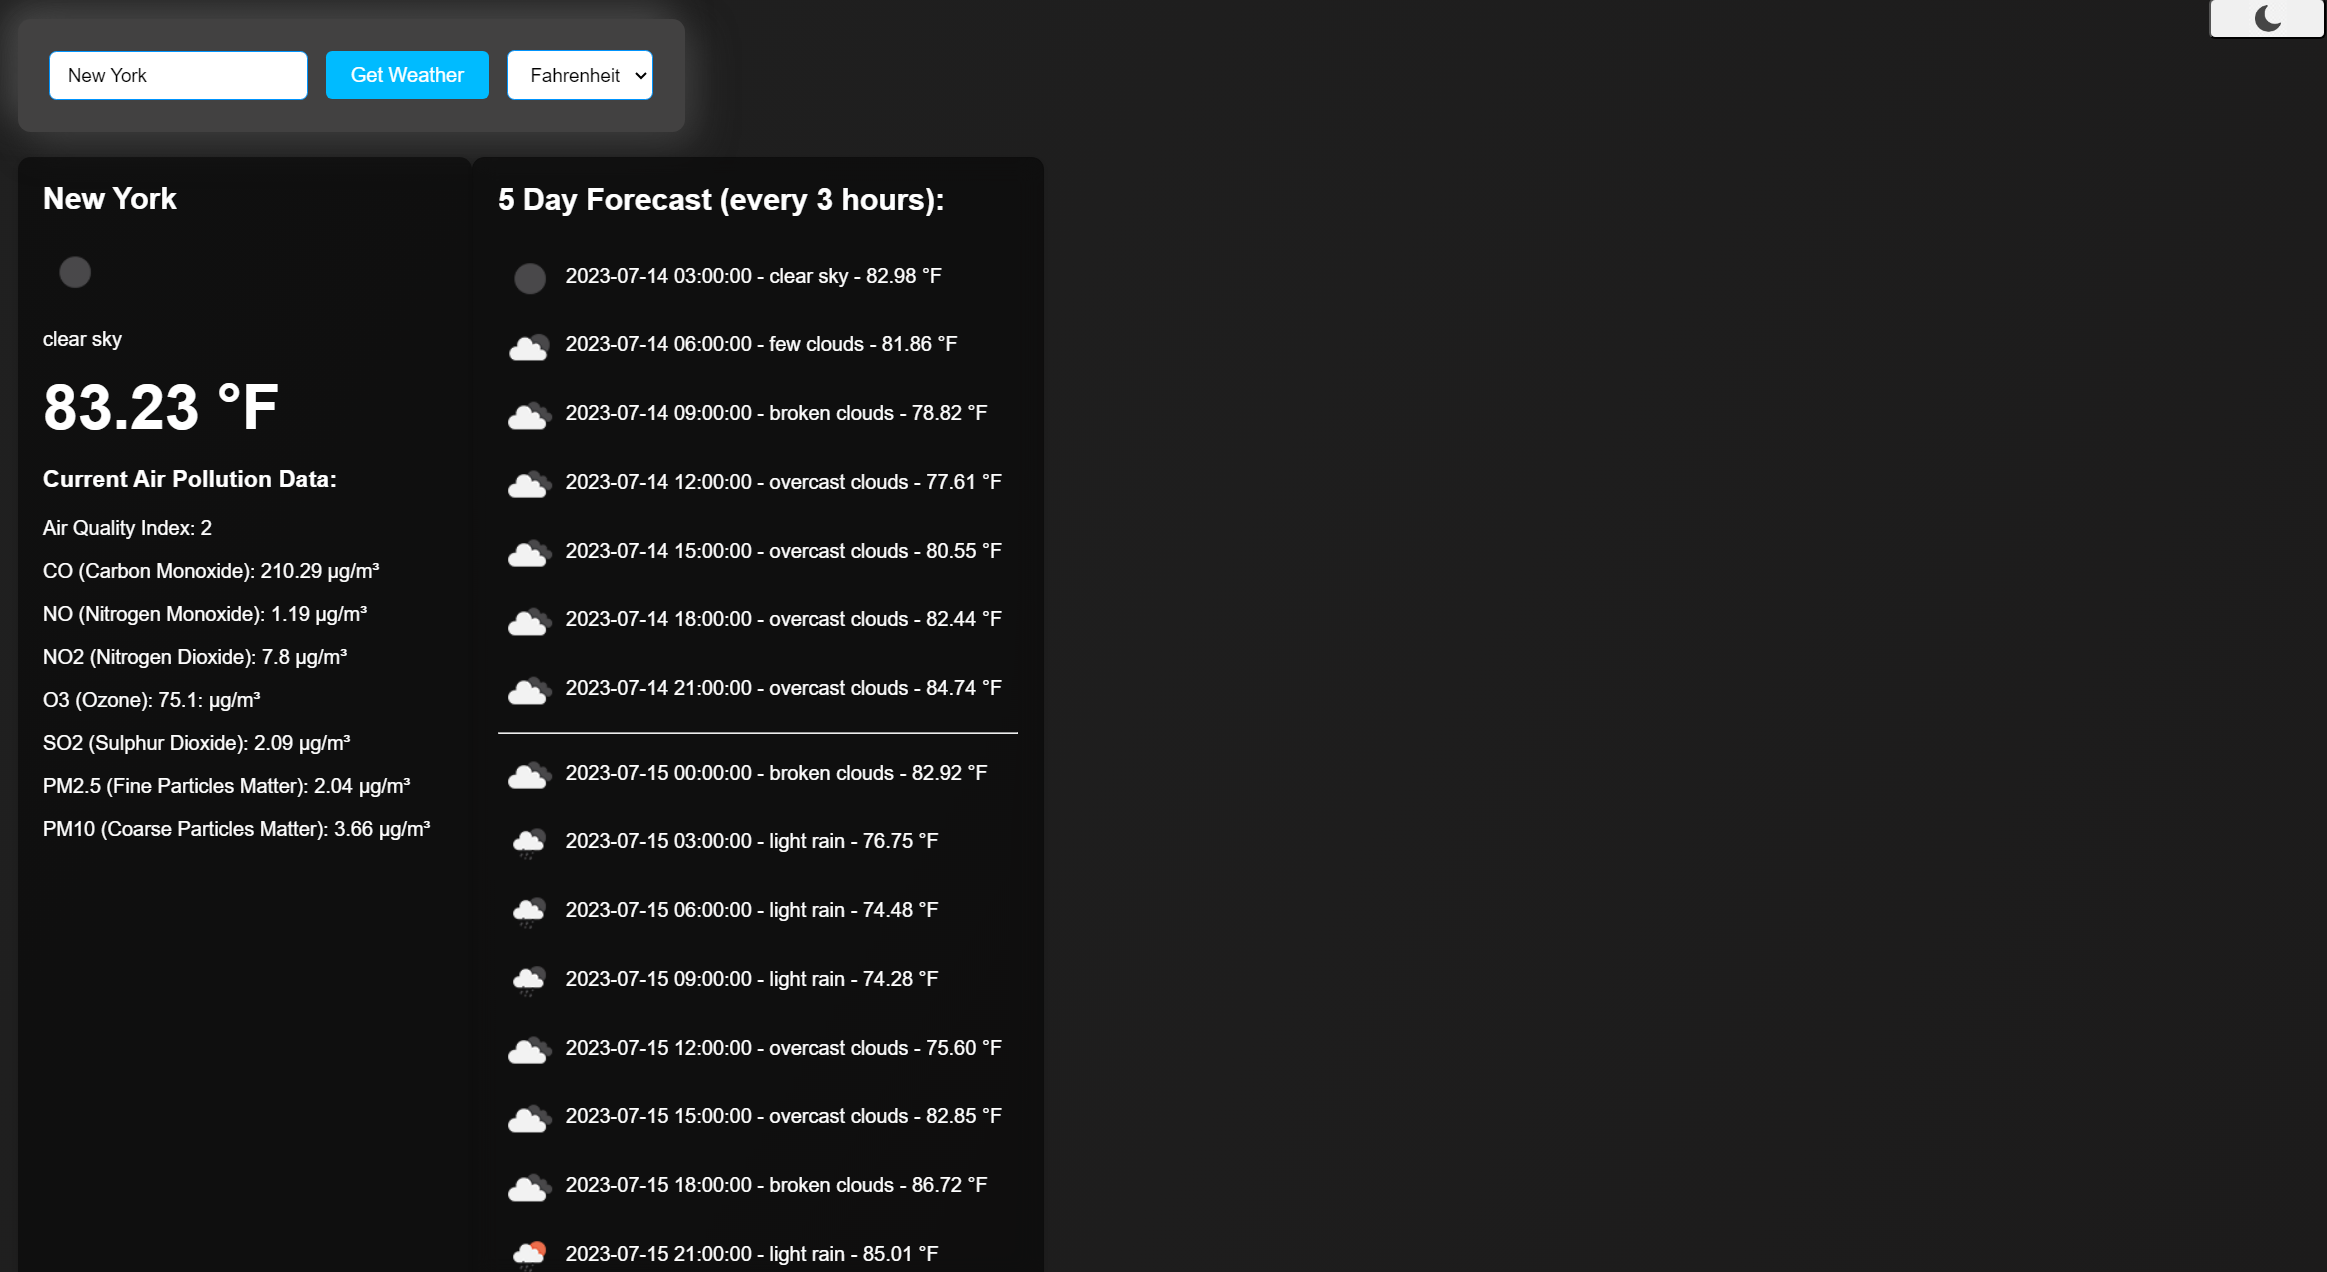 New York
Get Weather
Fahrenheit
New York
clear sky
83.23 °F
Current Air Pollution Data:
Air Quality Index: 2
CO (Carbon Monoxide): 210.29 µg/m³
NO (Nitrogen Monoxide): 1.19 µg/m³
NO2 (Nitrogen Dioxide): 7.8 µg/m³
O3 (Ozone): 75.1: µg/m³
SO2 (Sulphur Dioxide): 2.09 µg/m³
PM2.5 (Fine Particles Matter): 2.04 µg/m³
PM10 (Coarse Particles Matter): 3.66 µg/m³
5 Day Forecast (every 3 hours):
2023-07-14 03:00:00 - clear sky - 82.98 °F
2023-07-14 06:00:00 - few clouds - 81.86 °F
2023-07-14 09:00:00 - broken clouds - 78.82 °F
2023-07-14 12:00:00 - overcast clouds - 77.61 °F
2023-07-14 15:00:00 - overcast clouds - 80.55 °F
2023-07-14 18:00:00 - overcast clouds - 82.44 °F
2023-07-14 21:00:00 - overcast clouds - 84.74 °F
2023-07-15 00:00:00 - broken clouds - 82.92 °F
2023-07-15 03:00:00 - light rain - 76.75 °F
2023-07-15 06:00:00 - light rain - 74.48 °F
2023-07-15 09:00:00 - light rain - 74.28 °F
2023-07-15 12:00:00 - overcast clouds - 75.60 °F
2023-07-15 15:00:00 - overcast clouds - 82.85 °F
2023-07-15 18:00:00 - broken clouds - 86.72 °F
2023-07-15 21:00:00 - light rain - 85.01 °F